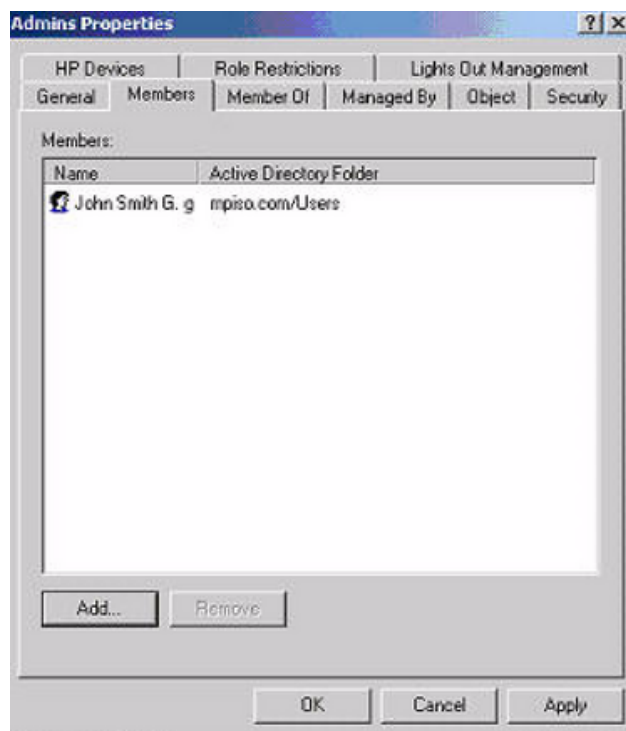 Admins Properties
HP Devices Role Restrictions Lights Out Management
General Members Member Of Managed By Object Security
Members:
Name Active Directory Folder
John Smith G. g mpiso.com/Users
Add... Remove
OK Cancel Apply